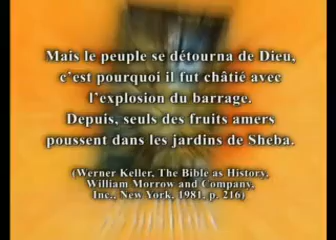 Mais le peuple se détourna de Dieu,
c'est pourquoi il fut châtié avec
l'explosion du barrage.
Depuis, seuls des fruits amers
poussent dans les jardins de Sheba.
(Werner Keller, The Bible as History,
William Morrow and Company,
Inc., New York, 1981, p. 216)